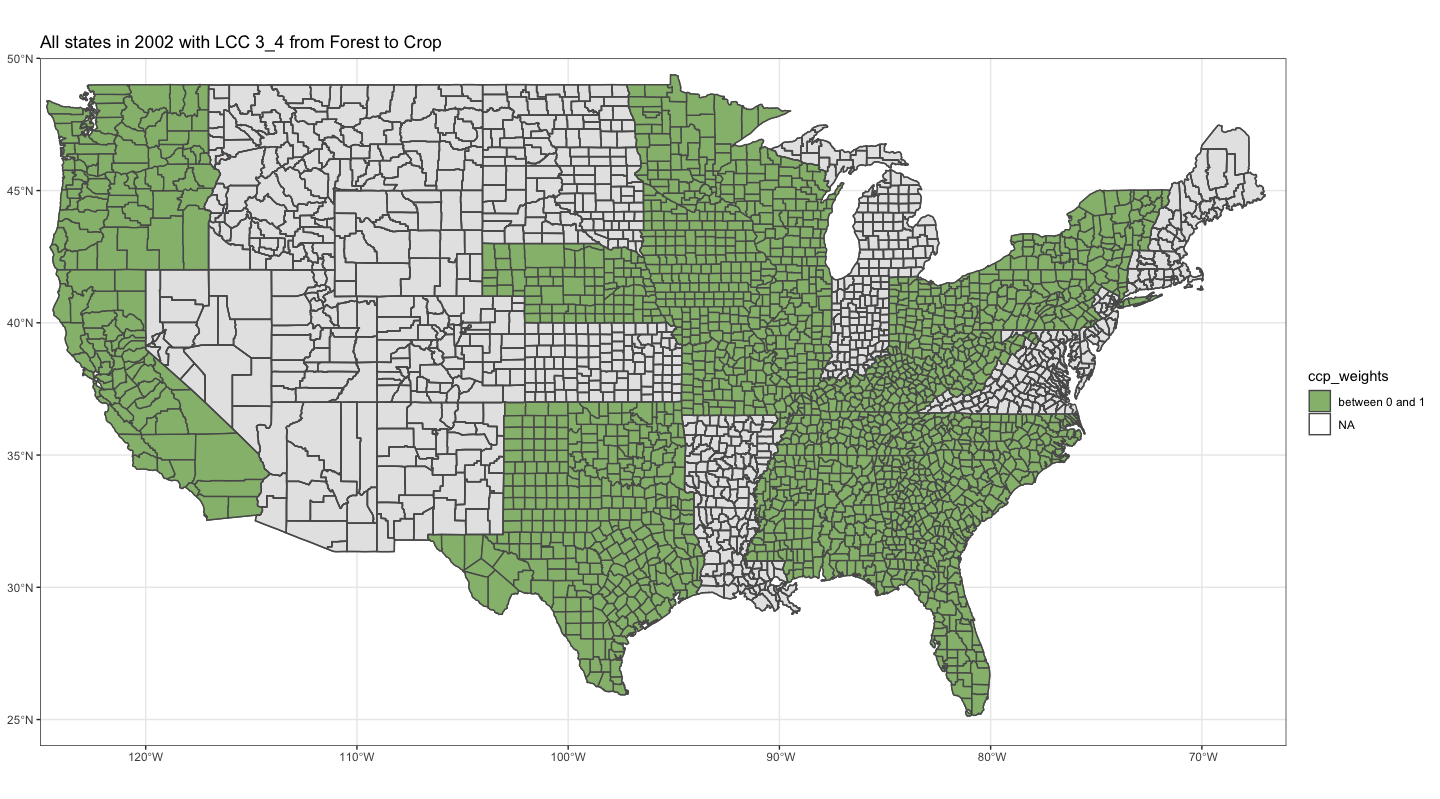 All states in 2002 with LCC 3_4 from Forest to Crop
50°N
45°N
40°N
35°N
30°N
25°N
120°W
110°W
100°W
90°W
80°W
70°W
ccp_weights
between 0 and 1
NA